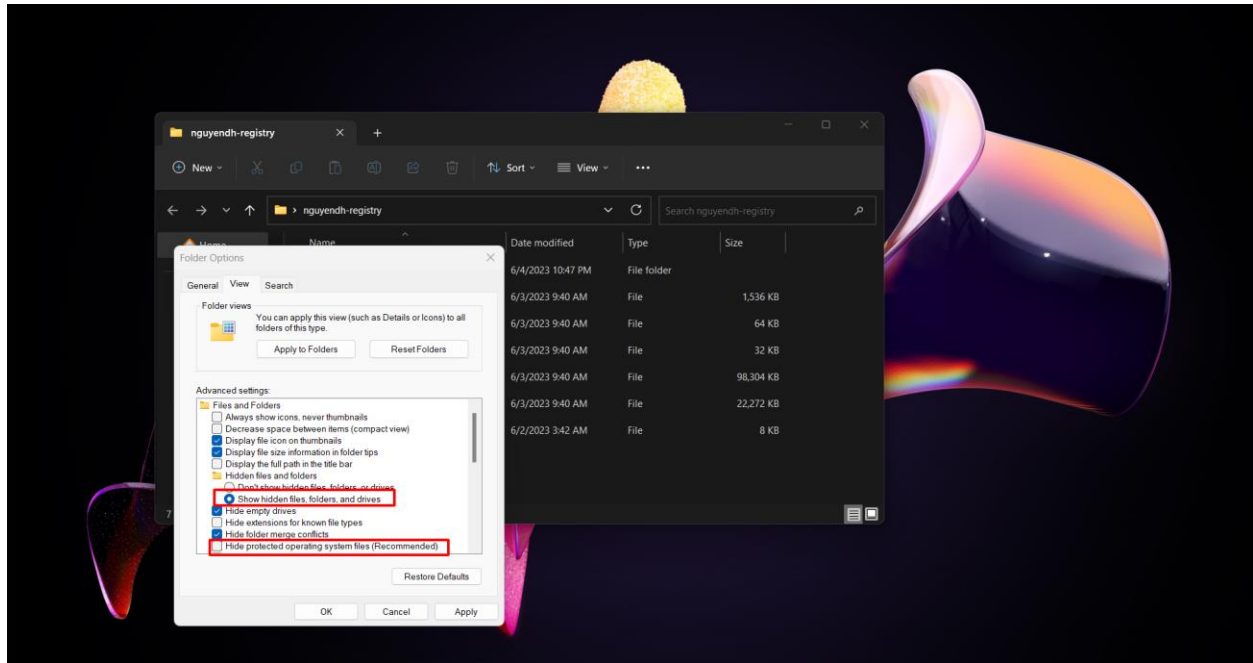 nguyendh-registry
New
Sort
View
nguyendh-registry
Search nguyendh-registry
Home
Name
Date modified
Type
Size
6/4/2023 10:47 PM
File folder
6/3/2023 9:40 AM
File
1,536 KB
6/3/2023 9:40 AM
File
64 KB
6/3/2023 9:40 AM
File
32 KB
6/3/2023 9:40 AM
File
98,304 KB
6/3/2023 9:40 AM
File
22,272 KB
6/2/2023 3:42 AM
File
8 KB
7
Folder Options
General
View
Search
Folder views
You can apply this view (such as Details or Icons) to all
folders of this type.
Apply to Folders
Reset Folders
Advanced settings:
Files and Folders
Always show icons, never thumbnails
Decrease space between items (compact view)
Display file icon on thumbnails
Display file size information in folder tips
Display the full path in the title bar
Hidden files and folders
Don't show hidden files, folders, or drives
Show hidden files, folders, and drives
Hide empty drives
Hide extensions for known file types
Hide folder merge conflicts
Hide protected operating system files (Recommended)
Restore Defaults
OK
Cancel
Apply